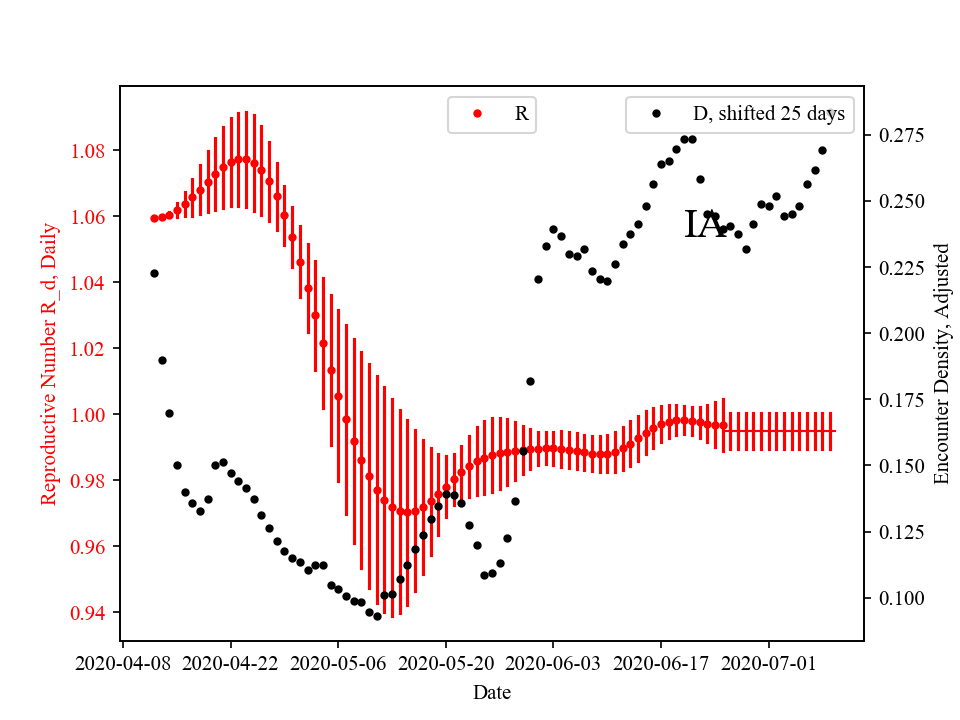 R
D, shifted 25 days
IA
Reproductive Number R_d, Daily
1.08
1.06
1.04
1.02
1.00
0.98
0.96
0.94
0.275
0.250
0.225
0.200
0.175
0.150
0.125
0.100
Encounter Density, Adjusted
2020-04-08 2020-04-22 2020-05-06 2020-05-20 2020-06-03 2020-06-17 2020-07-01
Date